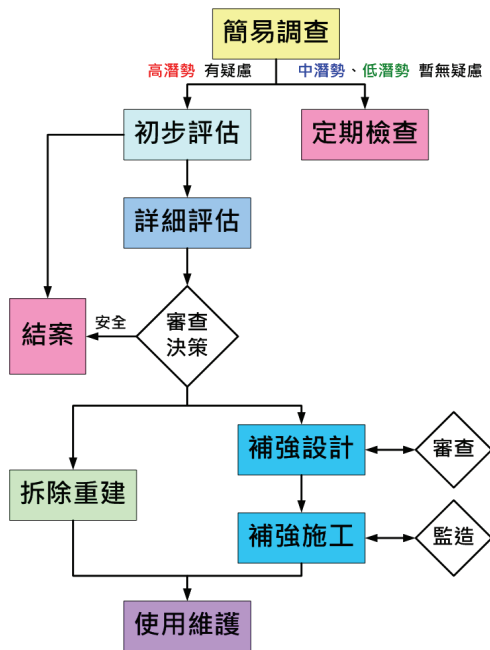 簡易調查
高潛勢 有疑慮
中潛勢、低潛勢 暫無疑慮
初步評估
定期檢查
詳細評估
結案
安全
審查
決策
補強設計
審查
拆除重建
補強施工
監造
使用維護